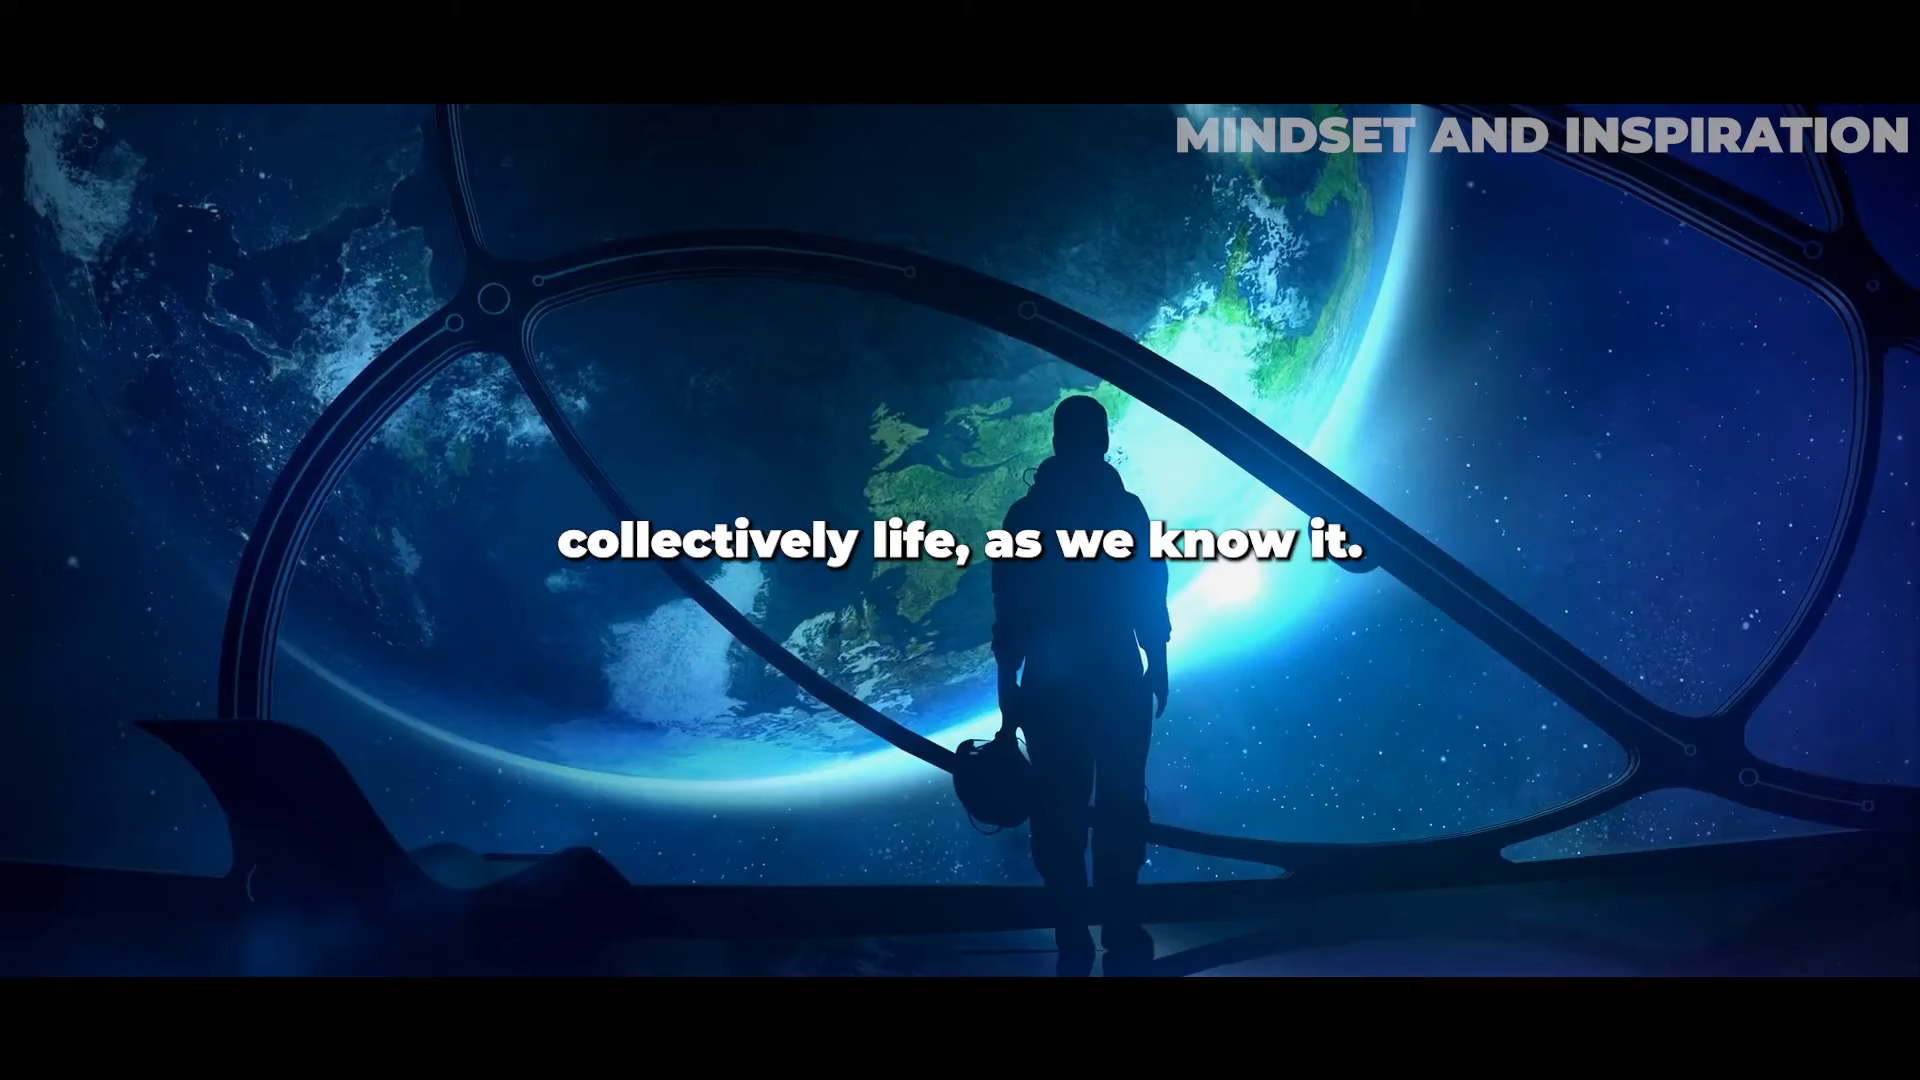 MINDSET AND INSPIRATION
collectively life, as we know it.